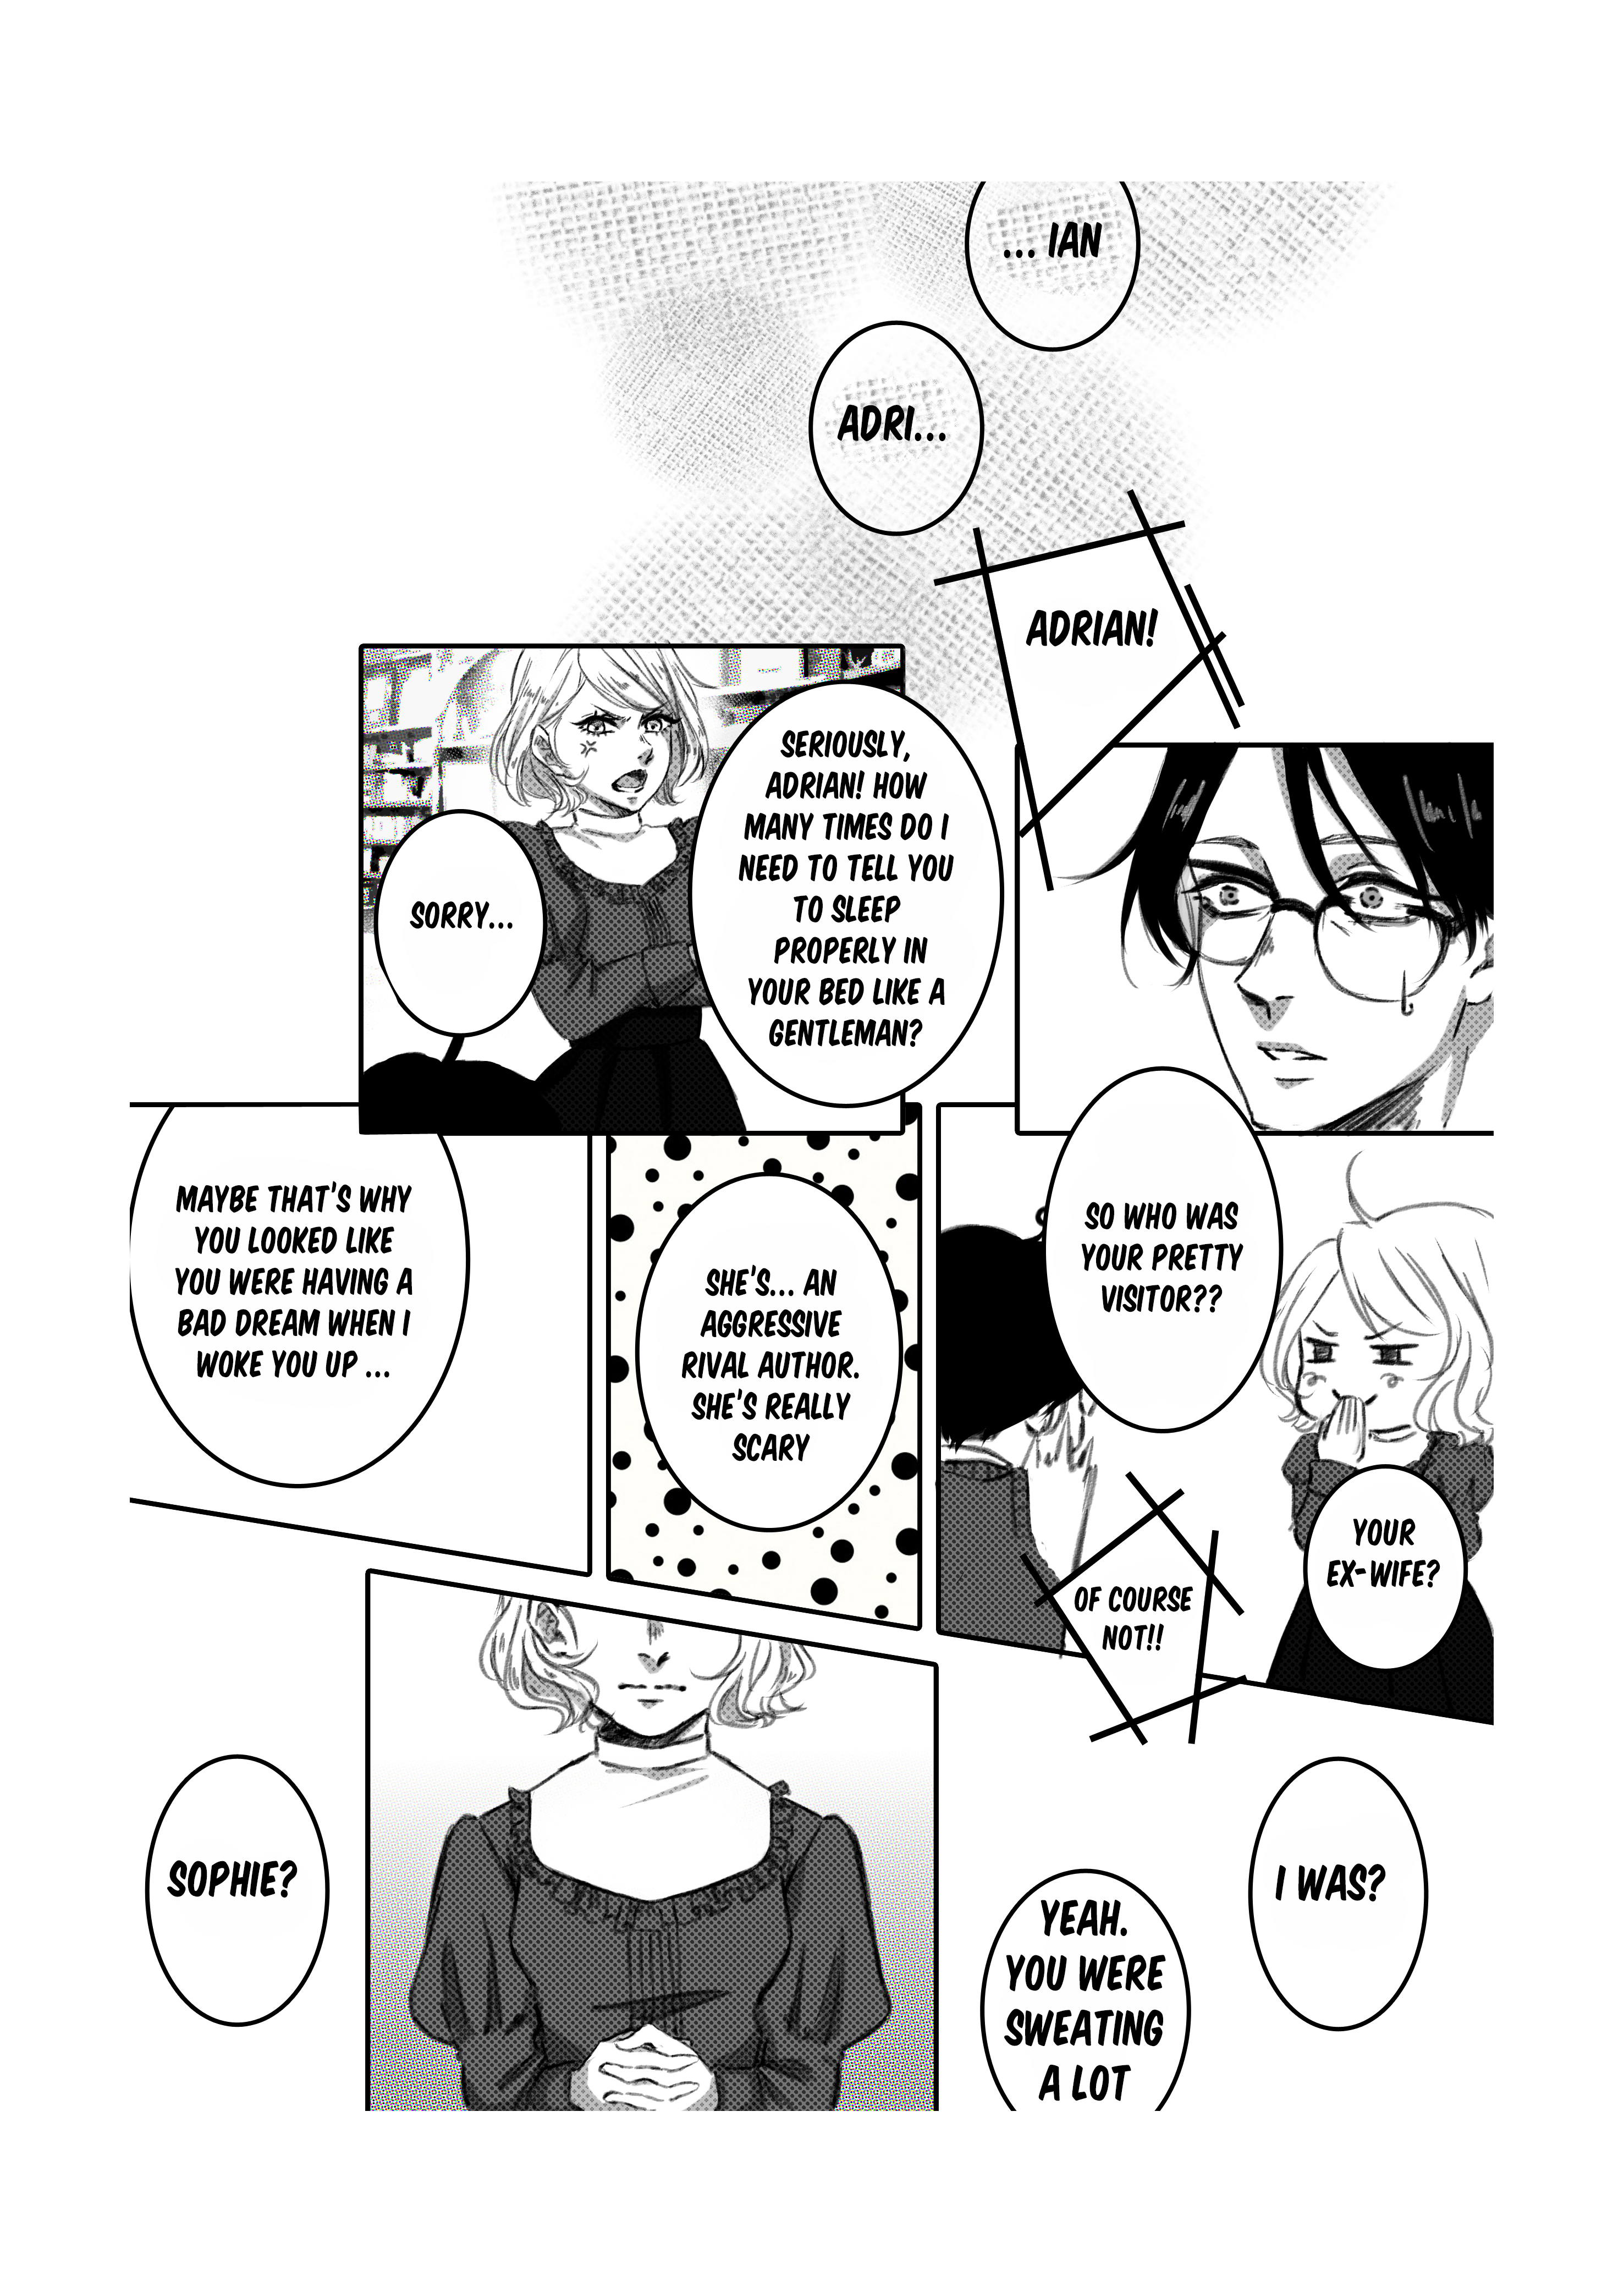 ... IAN
ADRI...
ADRIAN!
SERIOUSLY,
ADRIAN! HOW
MANY TIMES DO I
NEED TO TELL YOU
TO SLEEP
PROPERLY IN
YOUR BED LIKE A
GENTLEMAN?
SORRY...
SO WHO WAS
YOUR PRETTY
VISITOR??
YOUR
EX-WIFE?
OF COURSE
NOT!!
SHE'S... AN
AGGRESSIVE
RIVAL AUTHOR.
SHE'S REALLY
SCARY
MAYBE THAT'S WHY
YOU LOOKED LIKE
YOU WERE HAVING A
BAD DREAM WHEN I
WOKE YOU UP ...
I WAS?
YEAH.
YOU WERE
SWEATING
A LOT
SOPHIE?